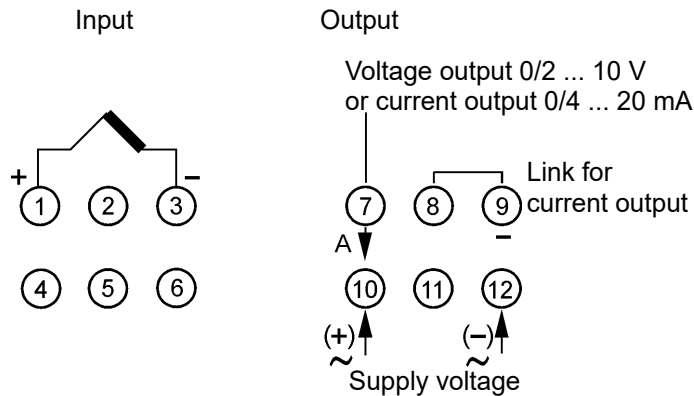 Input
Output
Voltage output 0/2 ... 10 V
or current output 0/4 ... 20 mA
Link for
current output
+
−
1
2
3
7
8
9
−
A
4
5
6
10
11
12
(+)
(−)
~
~
Supply voltage